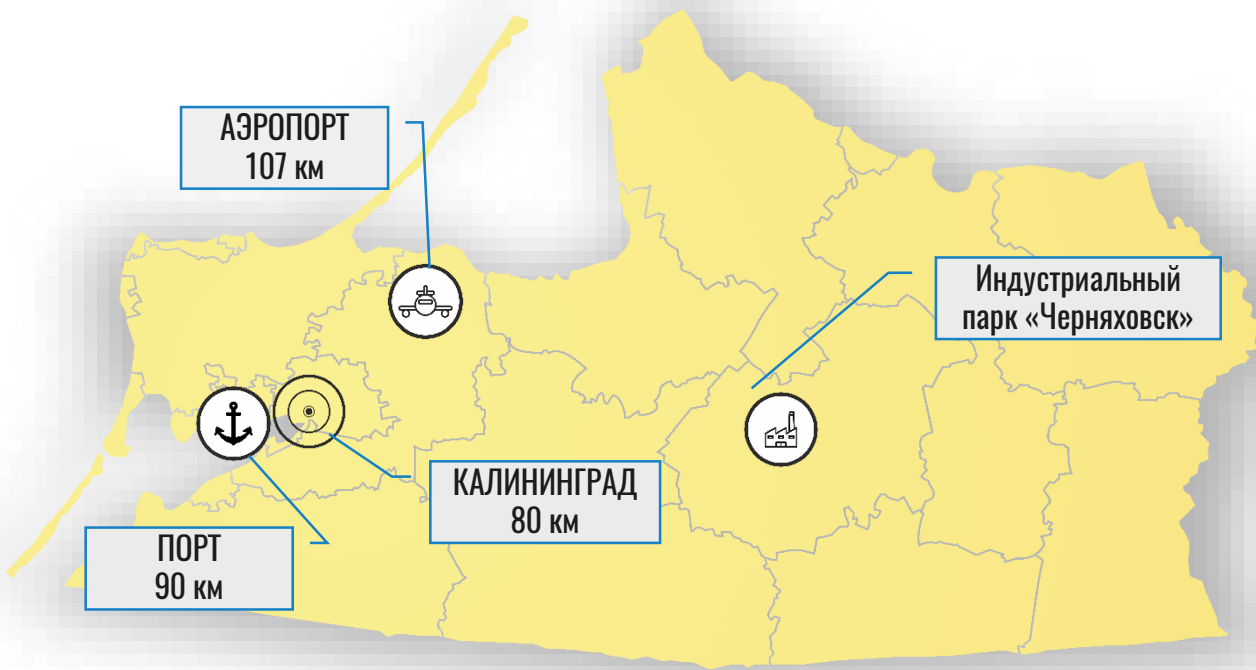 АЭРОПОРТ
107 км
Индустриальный
парк «Черняховск»
КАЛИНИНГРАД
80 км
ПОРТ
90 км